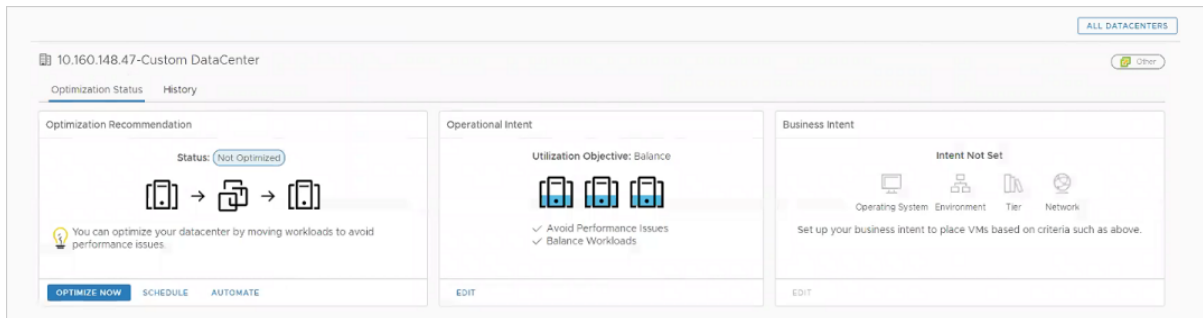 ALL DATACENTERS
10.160.148.47-Custom DataCenter
Other
Optimization Status
History
Optimization Recommendation
Status: Not Optimized
You can optimize your datacenter by moving workloads to avoid
performance issues.
OPTIMIZE NOW
SCHEDULE
AUTOMATE
Operational Intent
Utilization Objective: Balance
Avoid Performance Issues
Balance Workloads
EDIT
Business Intent
Intent Not Set
Operating System
Environment
Tier
Network
Set up your business intent to place VMs based on criteria such as above.
EDIT